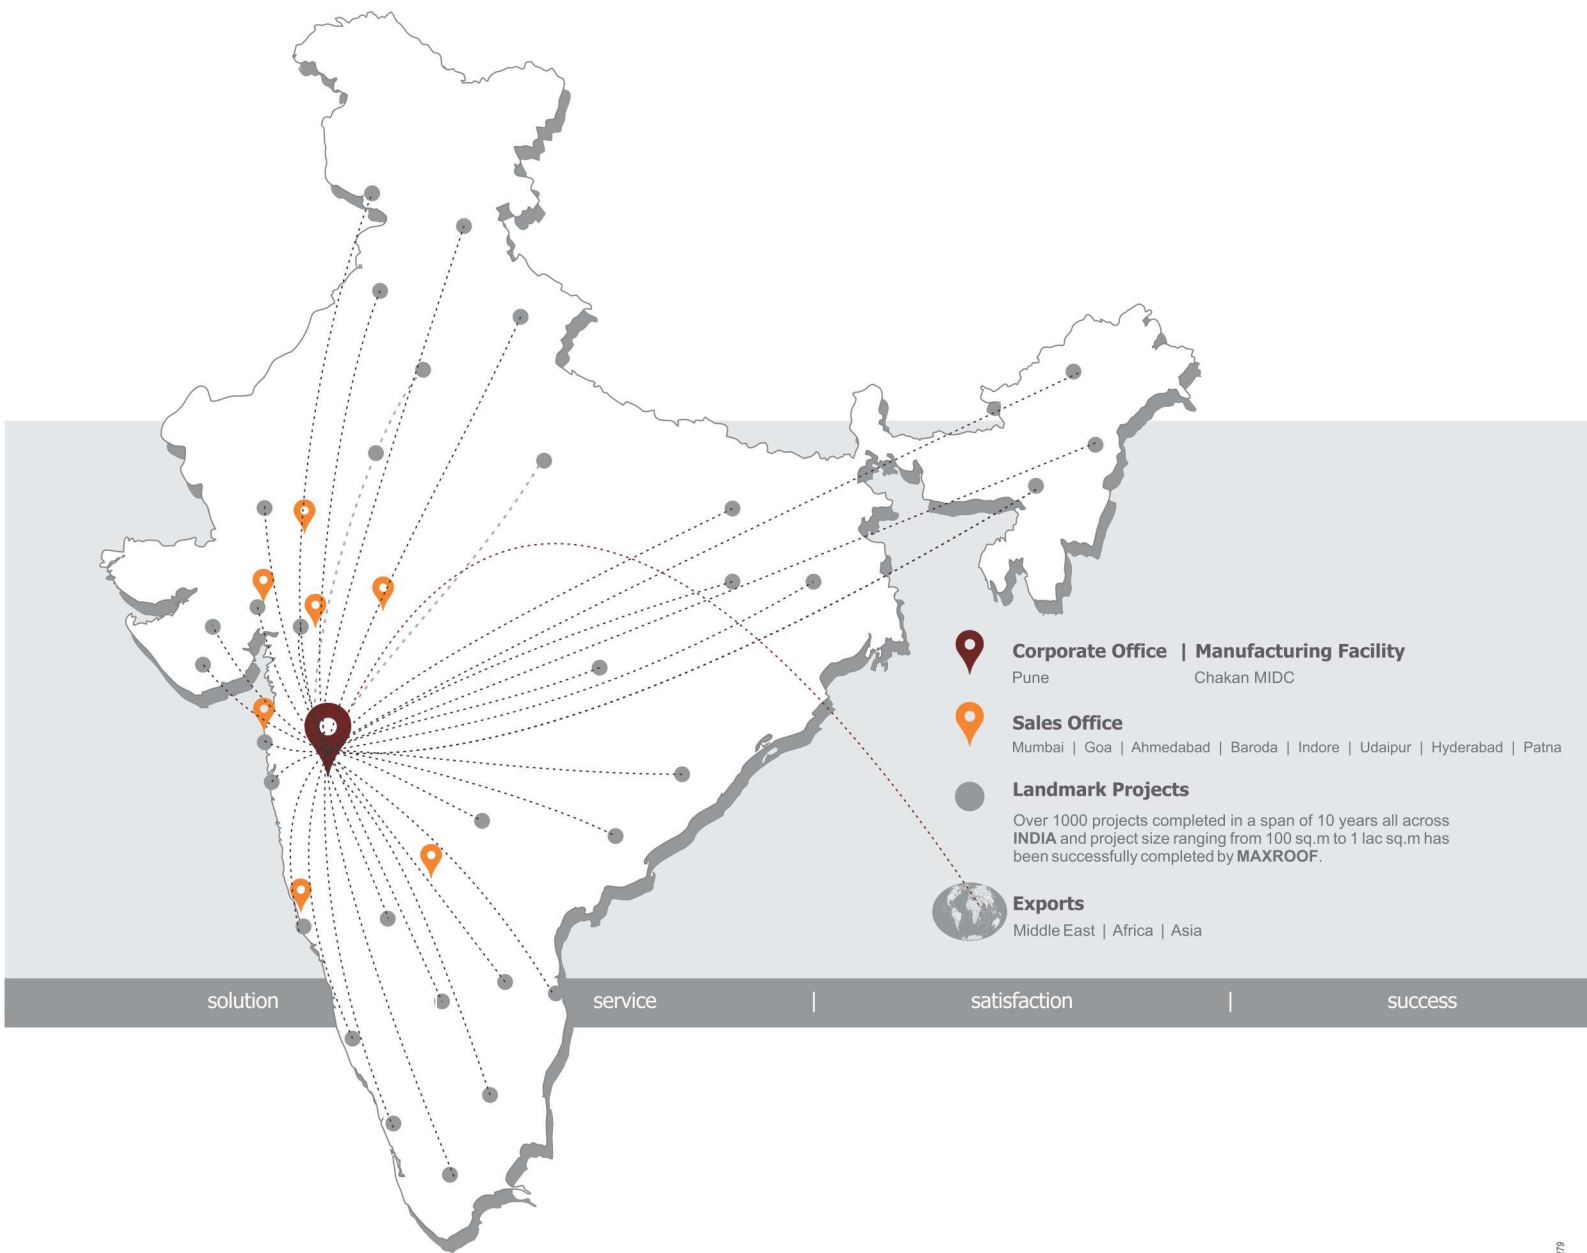 Corporate Office | Manufacturing Facility
Pune Chakan MIDC
Sales Office
Mumbai | Goa | Ahmedabad | Baroda | Indore | Udaipur | Hyderabad | Patna
Landmark Projects
Over 1000 projects completed in a span of 10 years all across
INDIA and project size ranging from 100 sq.m to 1 lac sq.m has
been successfully completed by MAXROOF.
Exports
Middle East | Africa | Asia
solution service | satisfaction | success
279